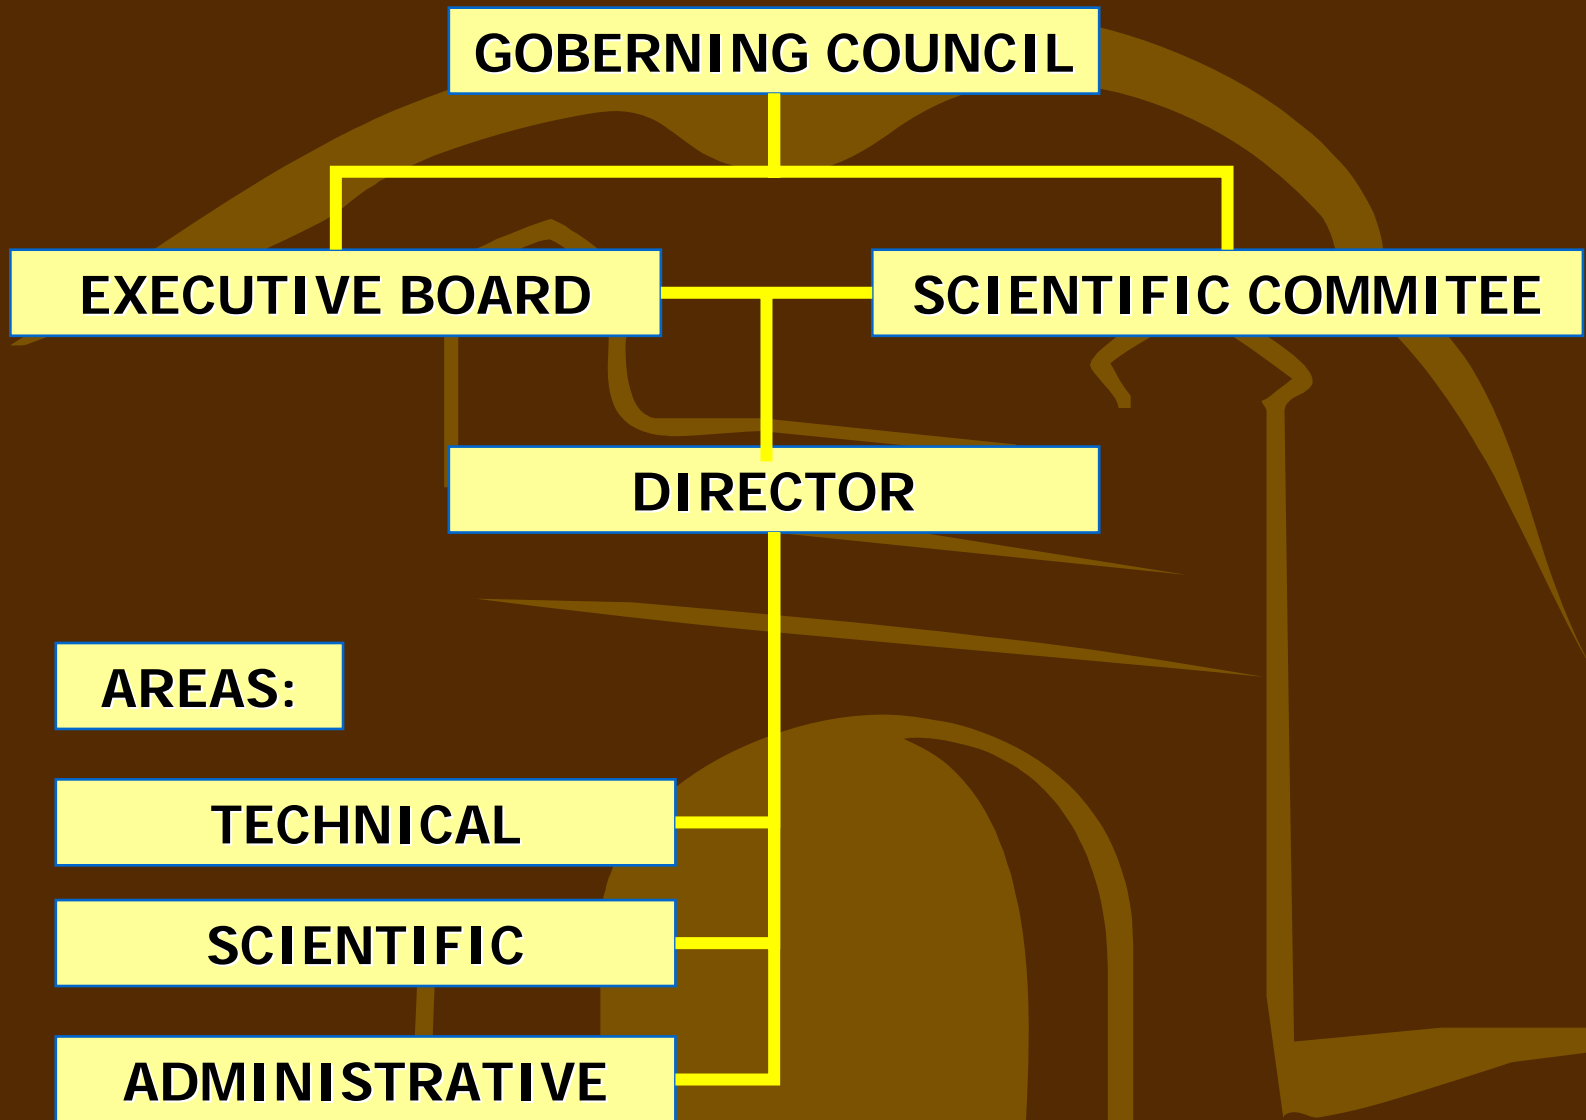 GOBERNING COUNCIL
EXECUTIVE BOARD
SCIENTIFIC COMMITEE
DIRECTOR
AREAS:
TECHNICAL
SCIENTIFIC
ADMINISTRATIVE